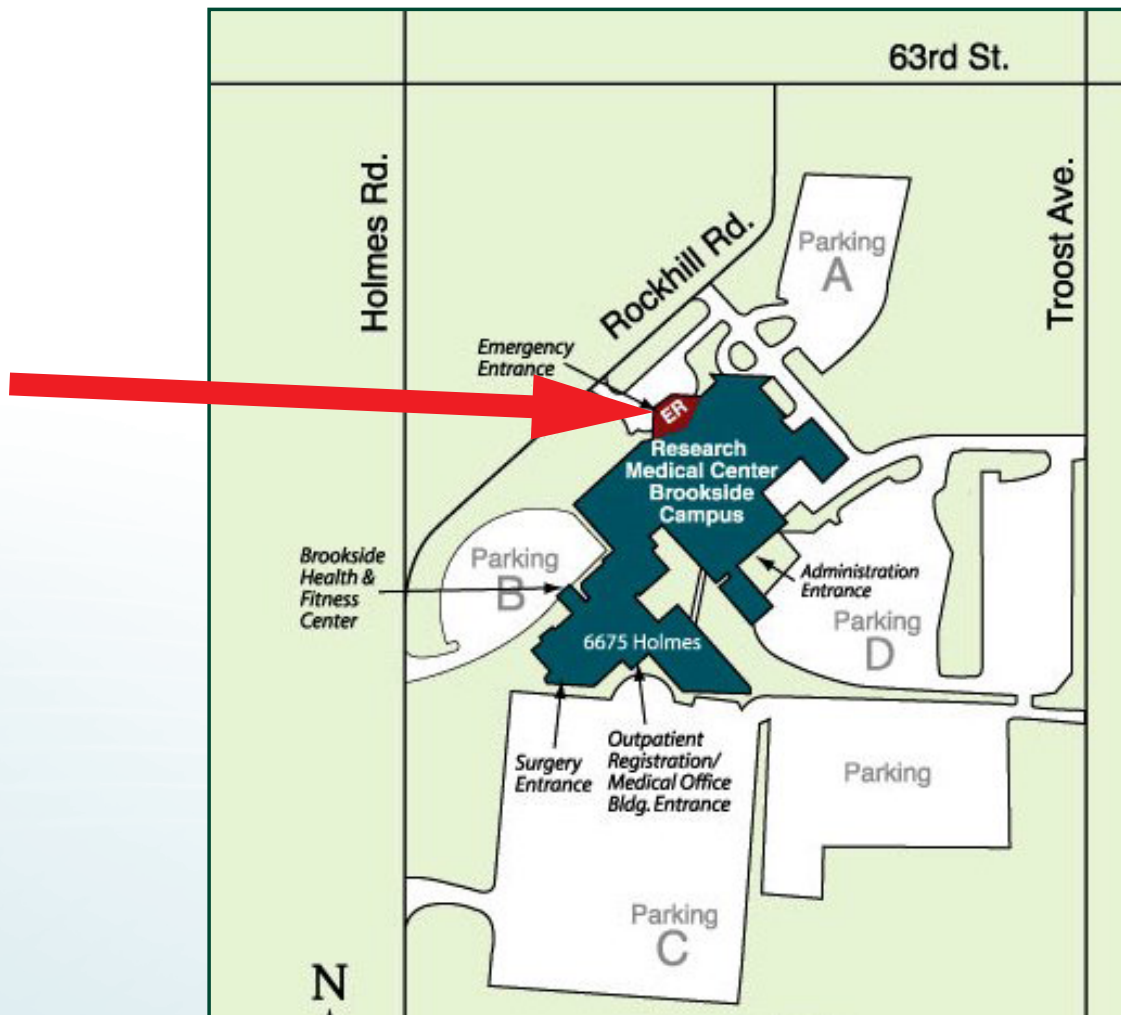 63rd St.
Holmes Rd.
Troost Ave.
Rockhill Rd.
Parking
A
Emergency
Entrance
ER
Research
Medical Center
Brookside
Campus
Parking
B
Brookside
Health &
Fitness
Center
Administration
Entrance
Parking
D
6675 Holmes
Surgery
Entrance
Outpatient
Registration/
Medical Office
Bldg. Entrance
Parking
Parking
C
N